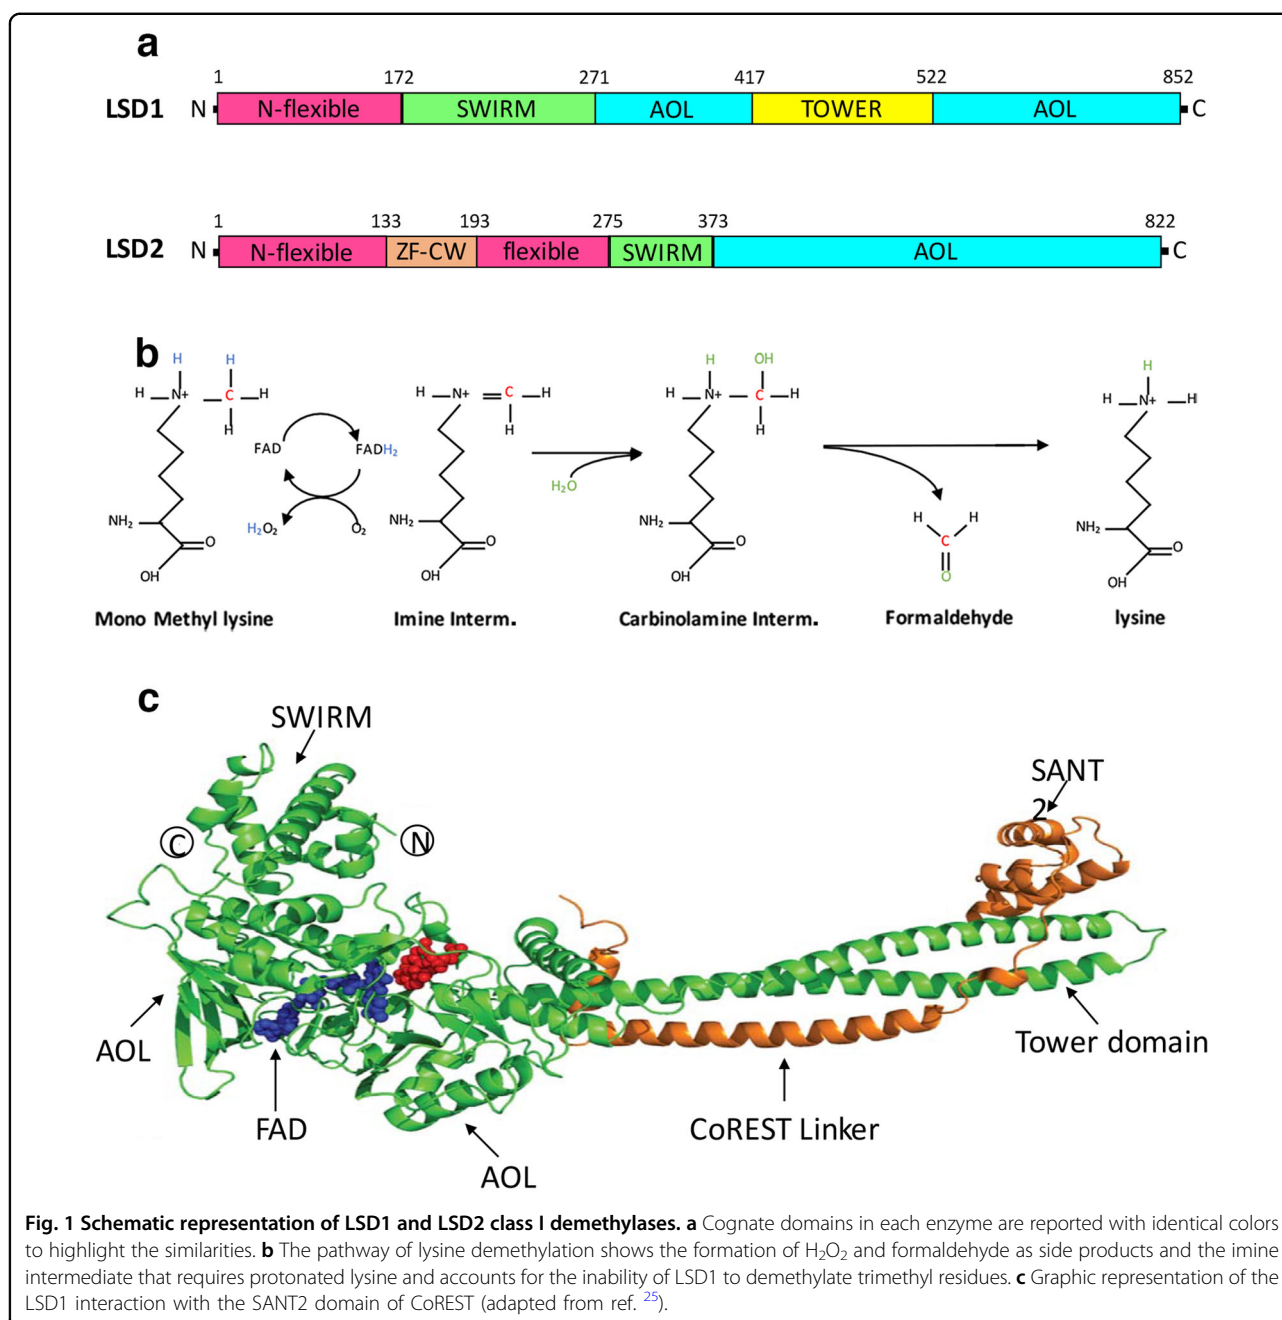 a
1 172 271 417 522 852
LSD1 N N-flexible SWIRM AOL TOWER AOL C
1 133 193 275 373 822
LSD2 N N-flexible ZF-CW flexible SWIRM AOL C
b
H H H OH H
H N+ C H H N+ C H H N+ C H H N+ H
H H H
FAD FADH₂ H₂O
H₂O₂ O₂
H H
C
O
NH₂ O NH₂ O NH₂ O NH₂ O
OH OH OH OH
Mono Methyl lysine Imine Interm. Carbinolamine Interm. Formaldehyde lysine
c
SWIRM
SANT
2
C N
AOL
Tower domain
FAD CoREST Linker
AOL
Fig. 1 Schematic representation of LSD1 and LSD2 class I demethylases. a Cognate domains in each enzyme are reported with identical colors
to highlight the similarities. b The pathway of lysine demethylation shows the formation of H₂O₂ and formaldehyde as side products and the imine
intermediate that requires protonated lysine and accounts for the inability of LSD1 to demethylate trimethyl residues. c Graphic representation of the
LSD1 interaction with the SANT2 domain of CoREST (adapted from ref. ²⁵).